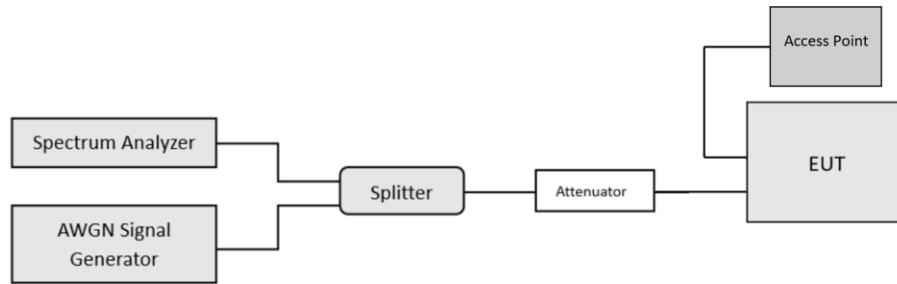 Access Point
Spectrum Analyzer
EUT
Splitter
Attenuator
AWGN Signal
Generator